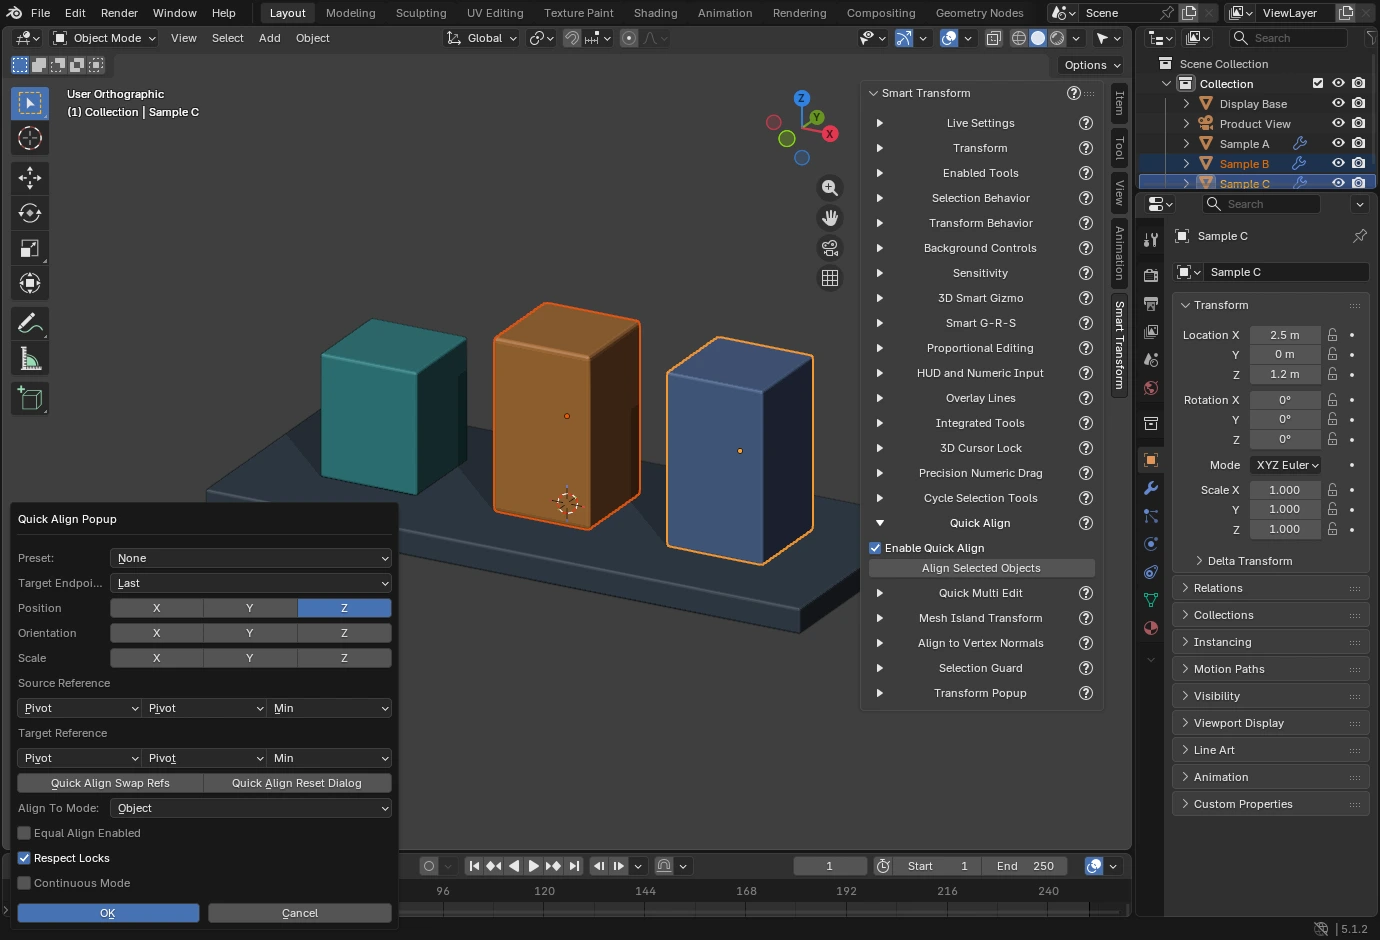 File Edit Render Window Help Layout Modeling Sculpting UV Editing Texture Paint Shading Animation Rendering Compositing Geometry Nodes Scene ViewLayer
Object Mode View Select Add Object Global Search
Options
User Orthographic
(1) Collection | Sample C
Z
Y
X
Smart Transform
Live Settings
Transform
Enabled Tools
Selection Behavior
Transform Behavior
Background Controls
Sensitivity
3D Smart Gizmo
Smart G-R-S
Proportional Editing
HUD and Numeric Input
Overlay Lines
Integrated Tools
3D Cursor Lock
Precision Numeric Drag
Cycle Selection Tools
Quick Align
Enable Quick Align
Align Selected Objects
Quick Multi Edit
Mesh Island Transform
Align to Vertex Normals
Selection Guard
Transform Popup
Item
Tool
View
Animation
Smart Transform
Scene Collection
Collection
Display Base
Product View
Sample A
Sample B
Sample C
Search
Sample C
Sample C
Transform
Location X 2.5 m
Y 0 m
Z 1.2 m
Rotation X 0°
Y 0°
Z 0°
Mode XYZ Euler
Scale X 1.000
Y 1.000
Z 1.000
Delta Transform
Relations
Collections
Instancing
Motion Paths
Visibility
Viewport Display
Line Art
Animation
Custom Properties
Quick Align Popup
Preset: None
Target Endpoi... Last
Position X Y Z
Orientation X Y Z
Scale X Y Z
Source Reference
Pivot Pivot Min
Target Reference
Pivot Pivot Min
Quick Align Swap Refs Quick Align Reset Dialog
Align To Mode: Object
Equal Align Enabled
Respect Locks
Continuous Mode
OK Cancel
1 Start 1 End 250
96 120 144 168 192 216 240
5.1.2